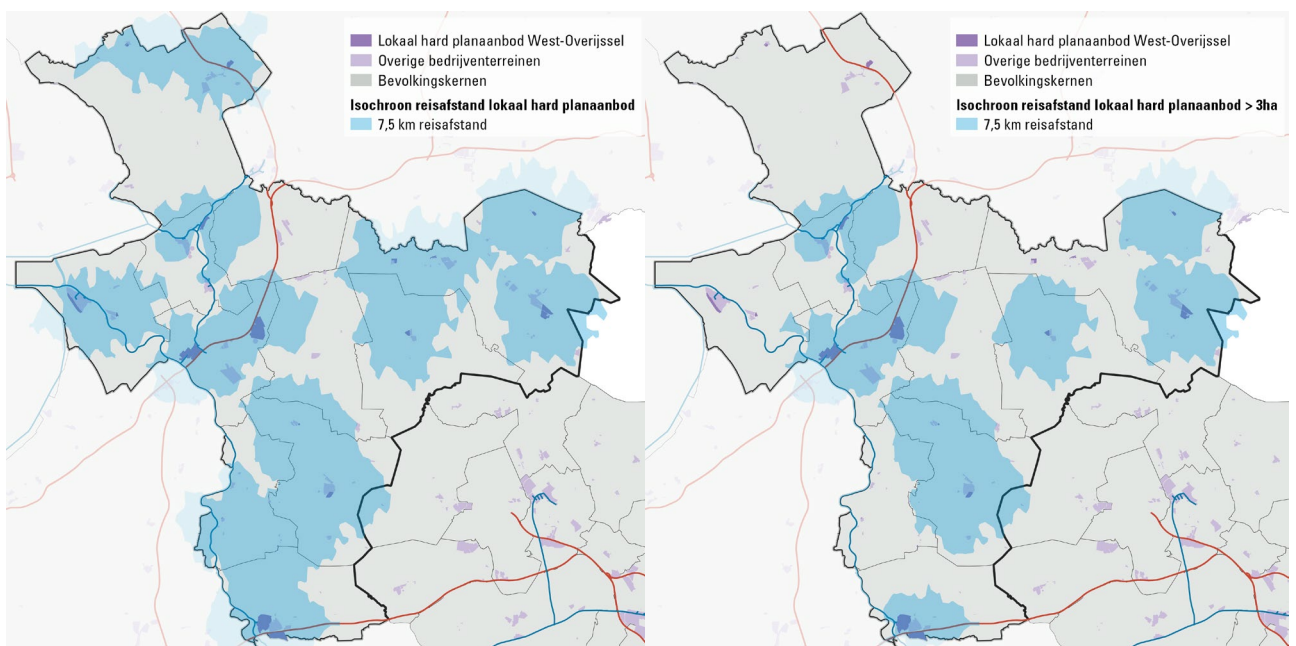 Lokaal hard planaanbod West-Overijssel
Overige bedrijventerreinen
Bevolkingskernen
Isochroon reisafstand lokaal hard planaanbod
7,5 km reisafstand
Lokaal hard planaanbod West-Overijssel
Overige bedrijventerreinen
Bevolkingskernen
Isochroon reisafstand lokaal hard planaanbod > 3ha
7,5 km reisafstand